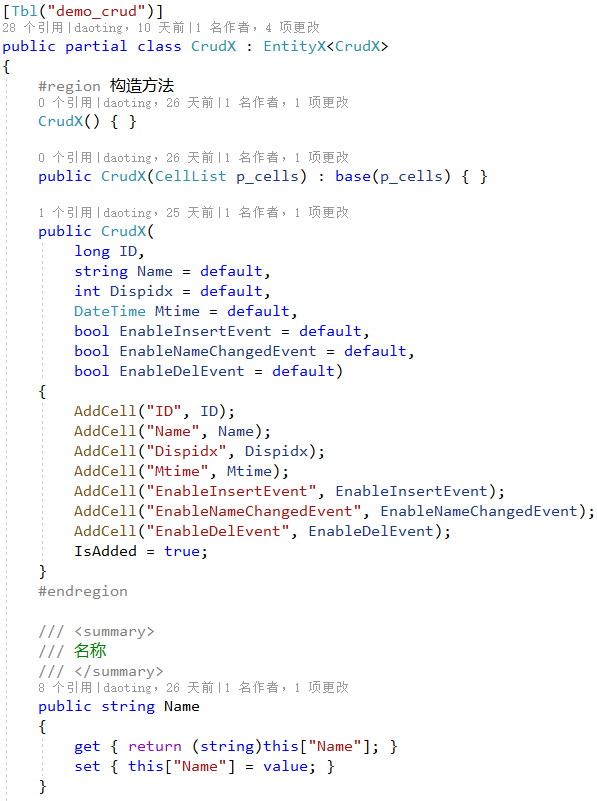 [Tbl("demo_crud")]
28 个引用|daoting，10 天前|1 名作者，4 项更改
public partial class CrudX : EntityX<CrudX>
{
#region 构造方法
0 个引用|daoting，26 天前|1 名作者，1 项更改
CrudX() { }
0 个引用|daoting，26 天前|1 名作者，1 项更改
public CrudX(CellList p_cells) : base(p_cells) { }
1 个引用|daoting，25 天前|1 名作者，1 项更改
public CrudX(
long ID,
string Name = default,
int Dispidx = default,
DateTime Mtime = default,
bool EnableInsertEvent = default,
bool EnableNameChangedEvent = default,
bool EnableDelEvent = default)
{
AddCell("ID", ID);
AddCell("Name", Name);
AddCell("Dispidx", Dispidx);
AddCell("Mtime", Mtime);
AddCell("EnableInsertEvent", EnableInsertEvent);
AddCell("EnableNameChangedEvent", EnableNameChangedEvent);
AddCell("EnableDelEvent", EnableDelEvent);
IsAdded = true;
}
#endregion
/// <summary>
/// 名称
/// </summary>
8 个引用|daoting，26 天前|1 名作者，1 项更改
public string Name
{
get { return (string)this["Name"]; }
set { this["Name"] = value; }
}